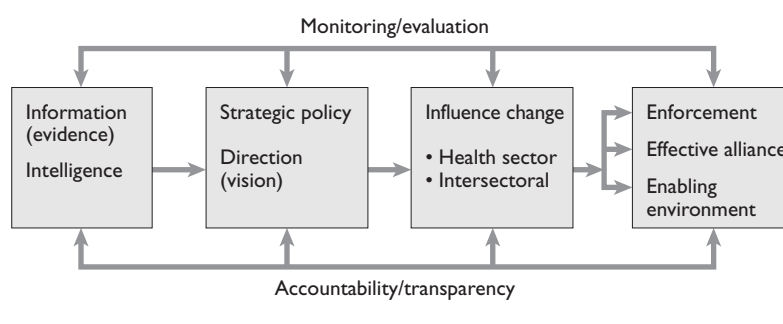 Monitoring/evaluation
Information
(evidence)
Intelligence
Strategic policy
Direction
(vision)
Influence change
• Health sector
• Intersectoral
Enforcement
Effective alliance
Enabling
environment
Accountability/transparency